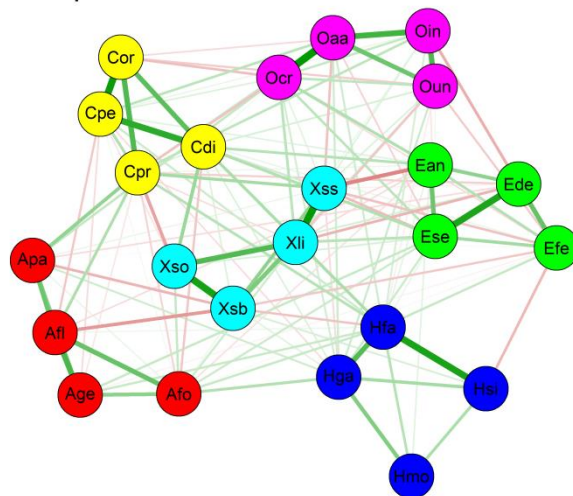 Oin
Oaa
Cor
Ocr
Oun
Cpe
Cdi
Ean
Cpr
Ede
Xss
Ese
Xli
Efe
Apa
Xso
Xsb
Afl
Hfa
Hga
Hsi
Age
Afo
Hmo